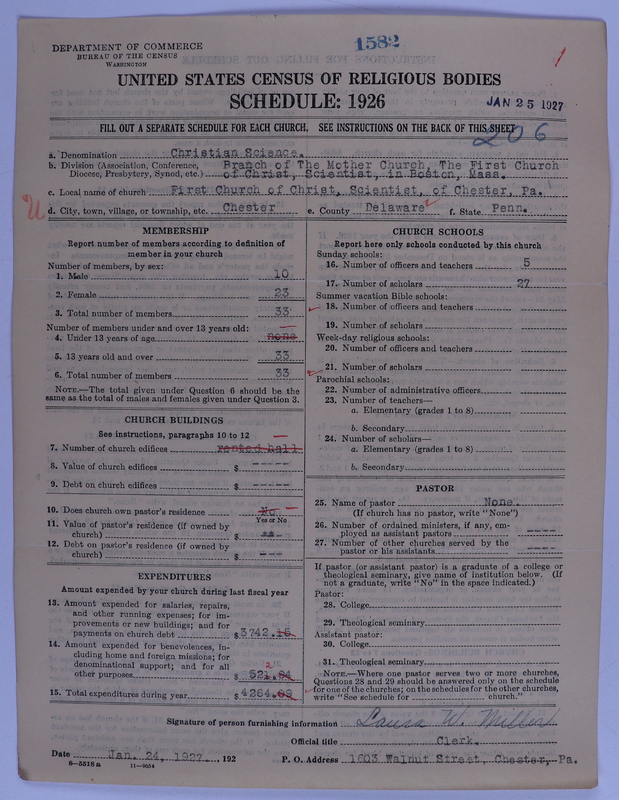 DEPARTMENT OF COMMERCE
BUREAU OF THE CENSUS
WASHINGTON
1582
1
UNITED STATES CENSUS OF RELIGIOUS BODIES
SCHEDULE: 1926
JAN 25 1927
FILL OUT A SEPARATE SCHEDULE FOR EACH CHURCH. SEE INSTRUCTIONS ON THE BACK OF THIS SHEET
206
a. Denomination Christian Science.
b. Division (Association, Conference, Branch of The Mother Church, The First Church
Diocese, Presbytery, Synod, etc.) of Christ, Scientist, in Boston, Mass.
c. Local name of church First Church of Christ, Scientist, of Chester, Pa.
d. City, town, village, or township, etc. Chester e. County Delaware f. State Penn.
MEMBERSHIP
Report number of members according to definition of
member in your church
Number of members, by sex:
1. Male 10
2. Female 23
3. Total number of members 33
Number of members under and over 13 years old:
4. Under 13 years of age none
5. 13 years old and over 33
6. Total number of members 33
NOTE.—The total given under Question 6 should be the
same as the total of males and females given under Question 3.
CHURCH BUILDINGS
See instructions, paragraphs 10 to 12
7. Number of church edifices rented hall
8. Value of church edifices $ ----
9. Debt on church edifices $ ----
10. Does church own pastor's residence No
Yes or No
11. Value of pastor's residence (if owned by
church) $
12. Debt on pastor's residence (if owned by
church) $ ---
EXPENDITURES
Amount expended by your church during last fiscal year
13. Amount expended for salaries, repairs,
and other running expenses; for im-
provements or new buildings; and for
payments on church debt $3742.15
14. Amount expended for benevolences, in-
cluding home and foreign missions; for
denominational support; and for all
other purposes $ 521.94
2
15. Total expenditures during year $4264.09
CHURCH SCHOOLS
Report here only schools conducted by this church
Sunday schools:
16. Number of officers and teachers 5
17. Number of scholars 27
Summer vacation Bible schools:
18. Number of officers and teachers
19. Number of scholars
Week-day religious schools:
20. Number of officers and teachers
21. Number of scholars
Parochial schools:
22. Number of administrative officers
23. Number of teachers—
a. Elementary (grades 1 to 8)
b. Secondary
24. Number of scholars—
a. Elementary (grades 1 to 8)
b. Secondary
PASTOR
25. Name of pastor None.
(If church has no pastor, write "None")
26. Number of ordained ministers, if any, em-
ployed as assistant pastors ----
27. Number of other churches served by the
pastor or his assistants ----
If pastor (or assistant pastor) is a graduate of a college or
theological seminary, give name of institution below. (If
not a graduate, write "No" in the space indicated.)
Pastor:
28. College
29. Theological seminary
Assistant pastor:
30. College
31. Theological seminary
NOTE.—Where one pastor serves two or more churches,
Questions 28 and 29 should be answered only on the schedule
for one of the churches; on the schedules for the other churches,
write "See schedule for church."
Signature of person furnishing information Laura W. Miller
Official title Clerk.
Date Jan. 24, 1927. , 192 P. O. Address 1603 Walnut Street, Chester, Pa.
8-5518a 11-9054